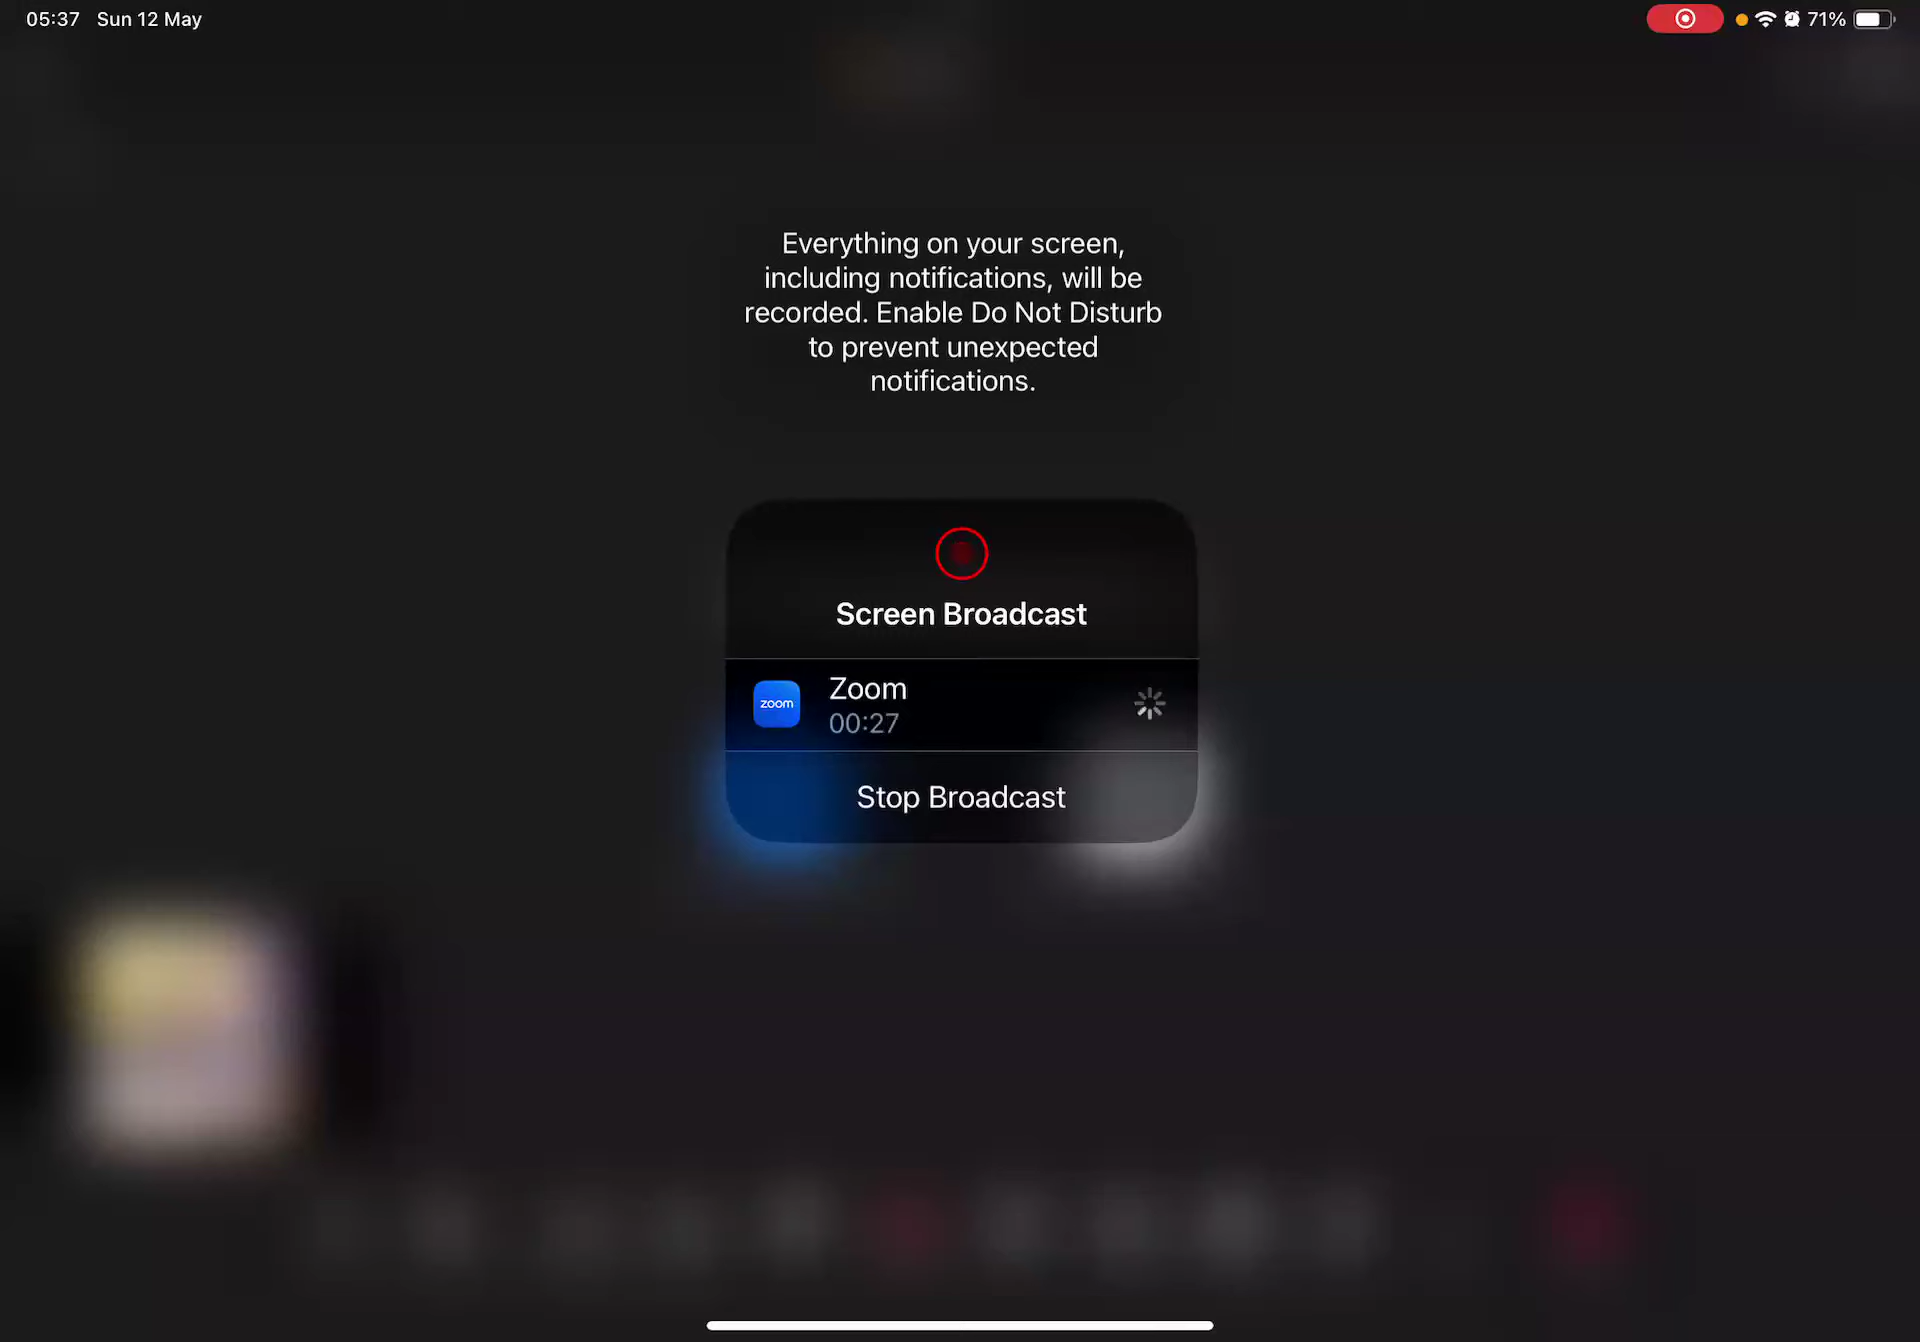 05:37 Sun 12 May
71%
Everything on your screen,
including notifications, will be
recorded. Enable Do Not Disturb
to prevent unexpected
notifications.
Screen Broadcast
zoom
Zoom
00:27
Stop Broadcast